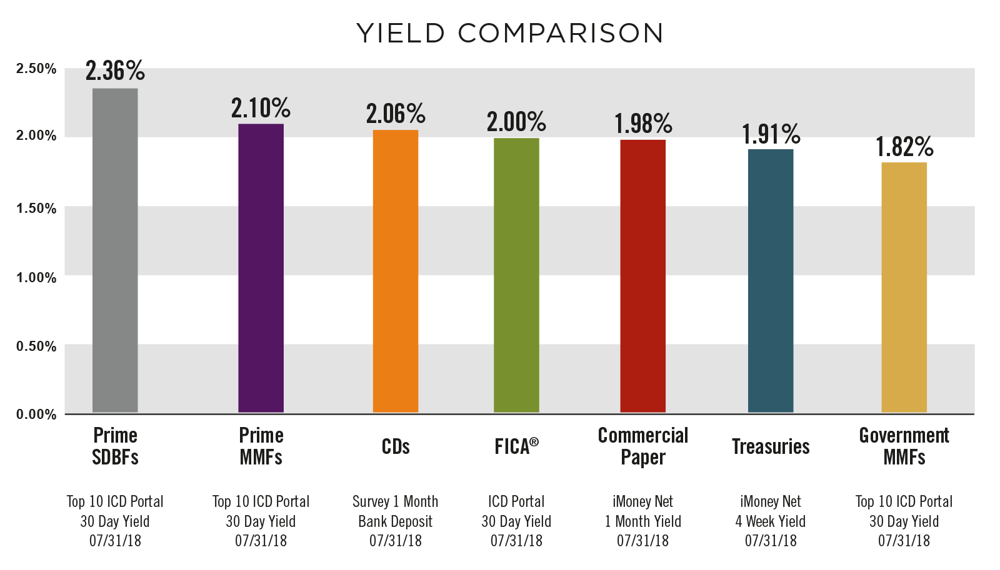 YIELD COMPARISON
2.50%
2.00%
1.50%
1.00%
0.50%
0.00%
2.36%
2.10%
2.06%
2.00%
1.98%
1.91%
1.82%
Prime
SDBFs
Top 10 ICD Portal
30 Day Yield
07/31/18
Prime
MMFs
Top 10 ICD Portal
30 Day Yield
07/31/18
CDs
Survey 1 Month
Bank Deposit
07/31/18
FICA®
ICD Portal
30 Day Yield
07/31/18
Commercial
Paper
iMoney Net
1 Month Yield
07/31/18
Treasuries
iMoney Net
4 Week Yield
07/31/18
Government
MMFs
Top 10 ICD Portal
30 Day Yield
07/31/18